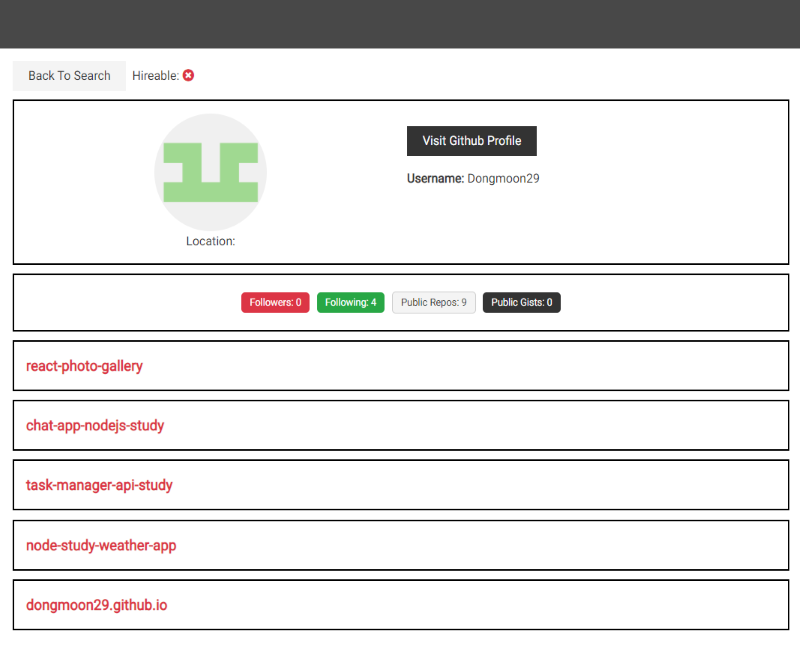 Back To Search Hireable:
Visit Github Profile
Username: Dongmoon29
Location:
Followers: 0 Following: 4 Public Repos: 9 Public Gists: 0
react-photo-gallery
chat-app-nodejs-study
task-manager-api-study
node-study-weather-app
dongmoon29.github.io